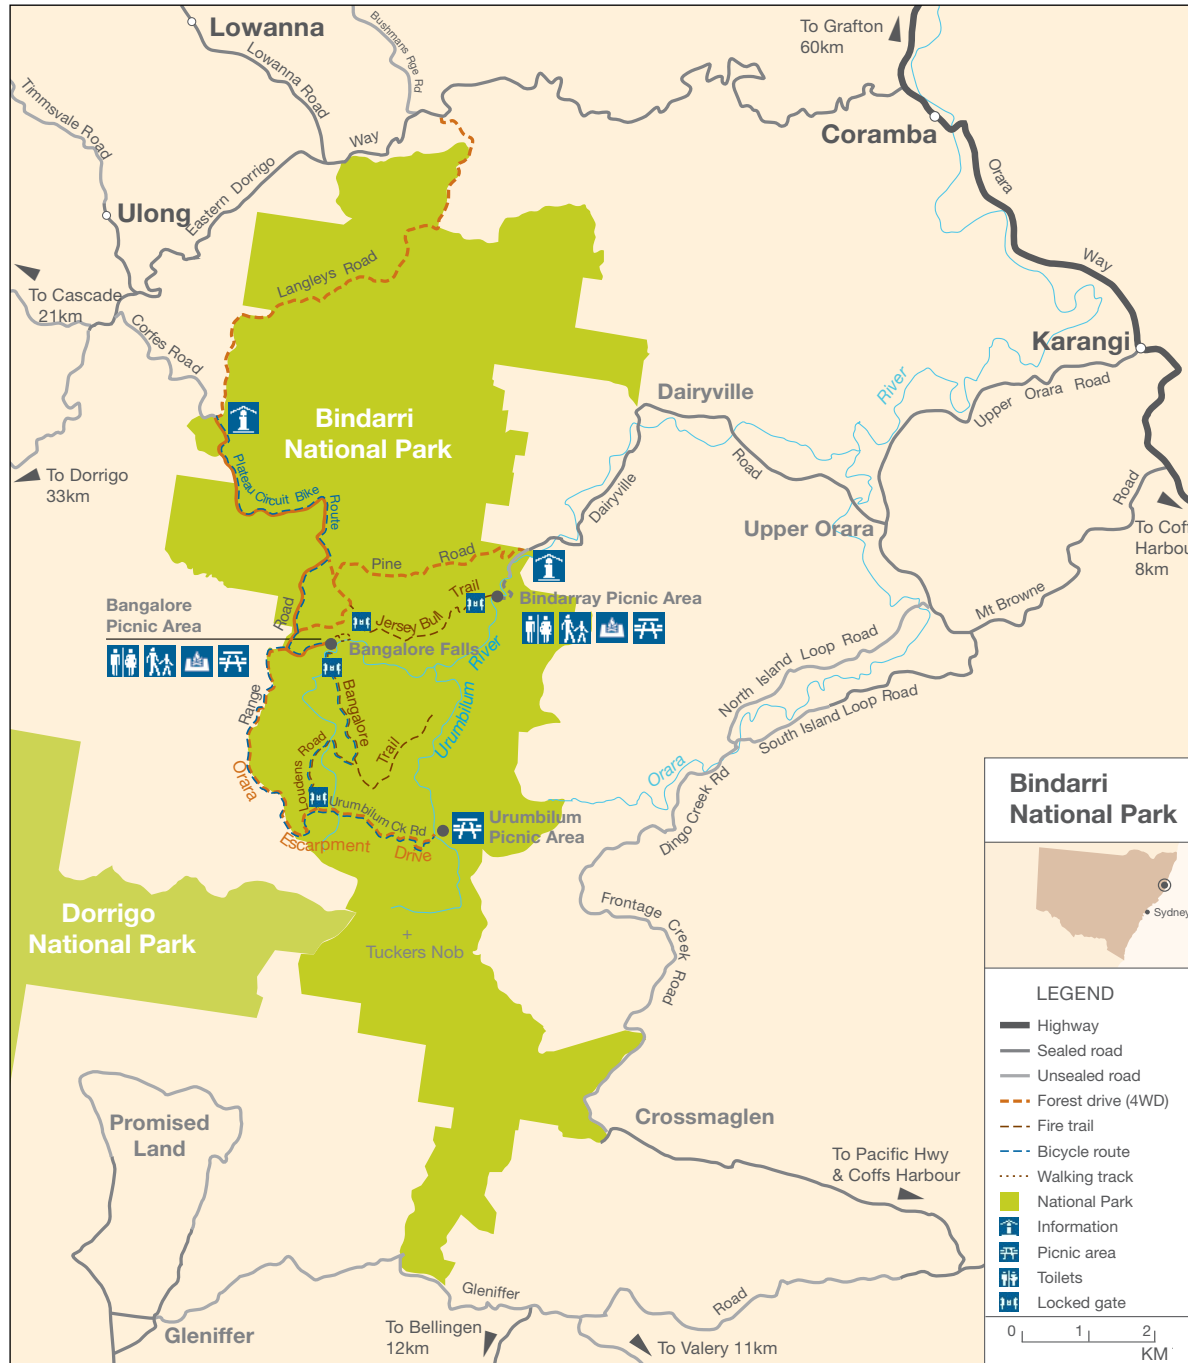 Lowanna
Bushmans Rge Rd
Lowanna Road
Timmsvale Road
To Grafton
60km
Coramba
Way
Eastern Dorrigo
Ulong
Orara
Way
Langleys Road
To Cascade
21km
Corfes Road
Karangi
Dairyville
River
Upper Orara Road
Bindarri
National Park
To Dorrigo
33km
Plateau Circuit Bike
Route
Road
Dairyville
Upper Orara
Road
To Coffs
Harbour
8km
Pine Road
Bangalore
Picnic Area
Road
Jersey Bull Trail
Bindarray Picnic Area
Mt Browne
Bangalore Falls
North Island Loop Road
South Island Loop Road
Range
Bangalore
Trail
Urumbilum River
Orara
Loudens Road
Orara
Dingo Creek Rd
Urumbilum Ck Rd
Urumbilum
Picnic Area
Escarpment Drive
Bindarri
National Park
Sydney
Dorrigo
National Park
Frontage Creek Road
Tuckers Nob
LEGEND
Highway
Sealed road
Unsealed road
Forest drive (4WD)
Fire trail
Bicycle route
Walking track
National Park
Information
Picnic area
Toilets
Locked gate
0 1 2
KM
Promised
Land
Crossmaglen
To Pacific Hwy
& Coffs Harbour
Gleniffer
Road
Gleniffer
To Bellingen
12km
To Valery 11km